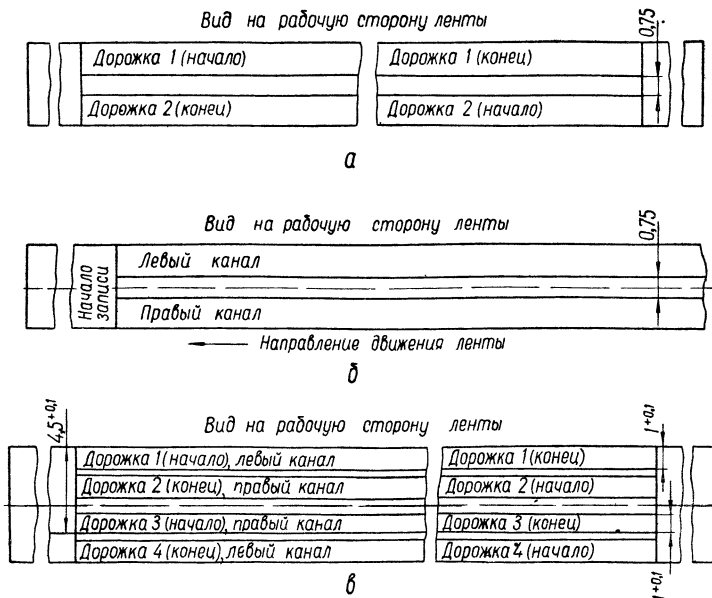 Вид на рабочую сторону ленты
0,75
Дорожка 1 (начало)
Дорожка 1 (конец)
Дорожка 2 (конец)
Дорожка 2 (начало)
а
Вид на рабочую сторону ленты
0,75
Начало
записи
Левый канал
Правый канал
Направление движения ленты
б
4,5+0,1
Вид на рабочую сторону ленты
1+0,1
Дорожка 1 (начало), левый канал
Дорожка 1 (конец)
Дорожка 2 (конец), правый канал
Дорожка 2 (начало)
Дорожка 3 (начало), правый канал
Дорожка 3 (конец)
Дорожка 4 (конец), левый канал
Дорожка 4 (начало)
1+0,1
в